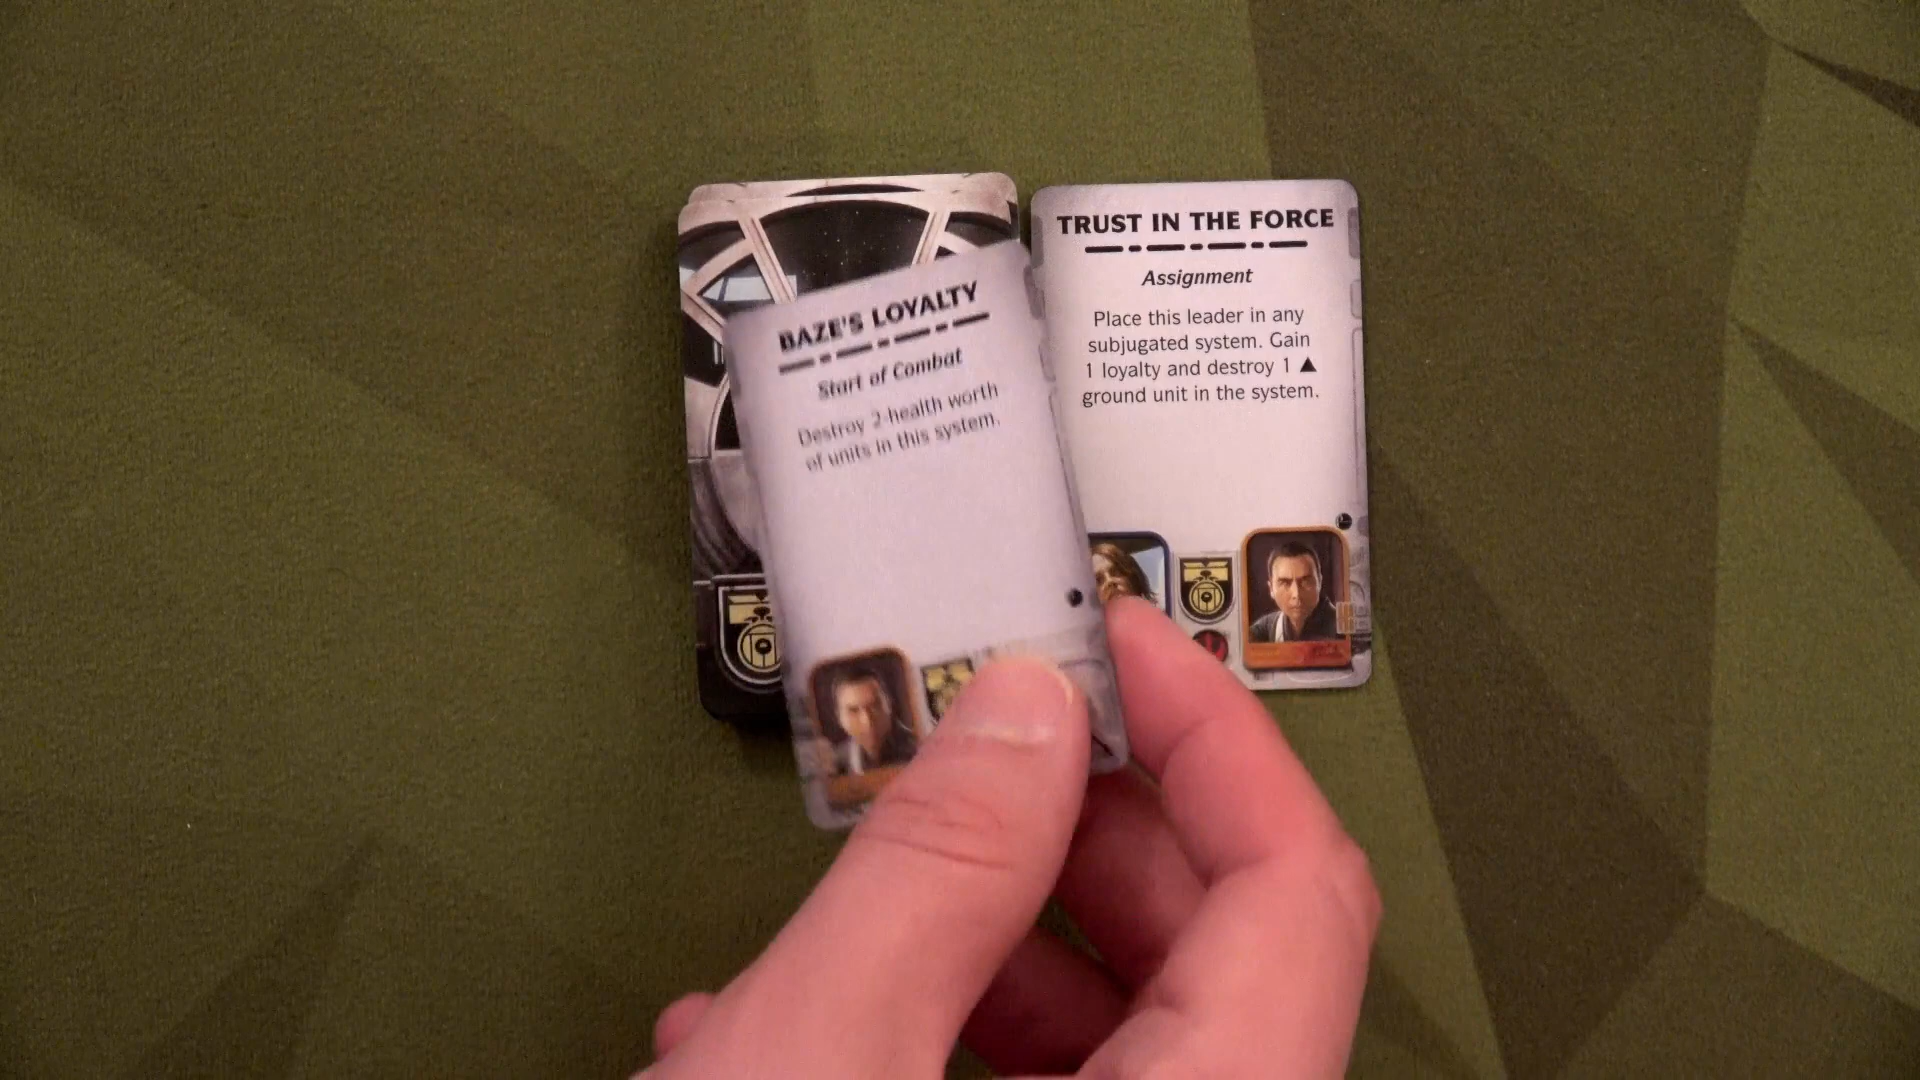 BAZE'S LOYALTY
Start of Combat
Destroy 2-health worth
of units in this system.
TRUST IN THE FORCE
Assignment
Place this leader in any
subjugated system. Gain
1 loyalty and destroy 1 ▲
ground unit in the system.